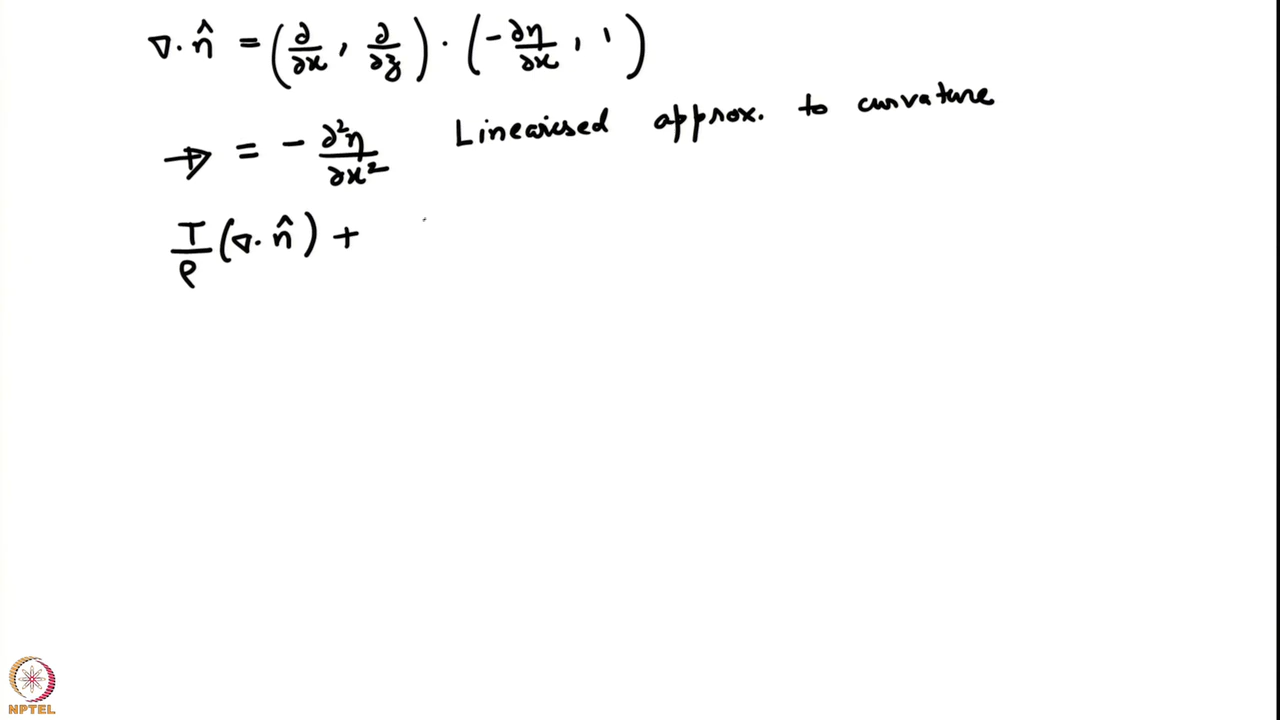 ∇·n̂ = (∂/∂x, ∂/∂z)·(-∂η/∂x, 1)
⇒ = -∂²η/∂x² Linearised approx. to curvature
T/ρ (∇·n̂) +
NPTEL